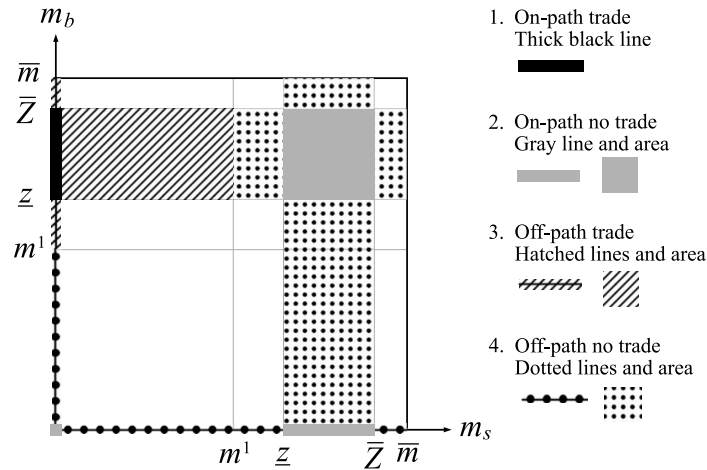 m_b
m̅
Z̅
z̲
m¹
m¹
z̲
Z̅
m̅
m_s
1. On-path trade
Thick black line
2. On-path no trade
Gray line and area
3. Off-path trade
Hatched lines and area
4. Off-path no trade
Dotted lines and area